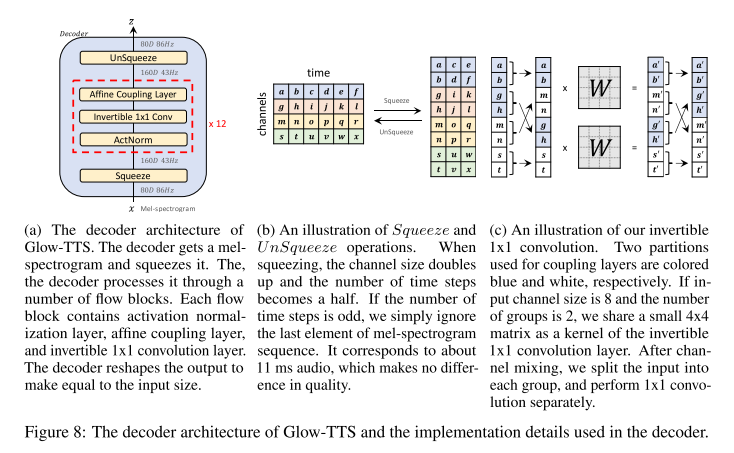 z
Decoder
80D 86Hz
UnSqueeze
160D 43Hz
Affine Coupling Layer
Invertible 1x1 Conv
x 12
ActNorm
160D 43Hz
Squeeze
80D 86Hz
x Mel-spectrogram
(a) The decoder architecture of
Glow-TTS. The decoder gets a mel-
spectrogram and squeezes it. The,
the decoder processes it through a
number of flow blocks. Each flow
block contains activation normal-
ization layer, affine coupling layer,
and invertible 1x1 convolution layer.
The decoder reshapes the output to
make equal to the input size.
time
channels
a b c d e f
g h i j k l
m n o p q r
s t u v w x
Squeeze
UnSqueeze
a c e
b d f
g i k
h j l
m o q
n p r
s u w
t v x
(b) An illustration of Squeeze and
UnSqueeze operations. When
squeezing, the channel size doubles
up and the number of time steps
becomes a half. If the number of
time steps is odd, we simply ignore
the last element of mel-spectrogram
sequence. It corresponds to about
11 ms audio, which makes no differ-
ence in quality.
a a a' a'
b b b' b'
g m x W = m' g'
h n n' h'
m g g' m'
n h x W = h' n'
s s s' s'
t t t' t'
(c) An illustration of our invertible
1x1 convolution. Two partitions
used for coupling layers are colored
blue and white, respectively. If in-
put channel size is 8 and the number
of groups is 2, we share a small 4x4
matrix as a kernel of the invertible
1x1 convolution layer. After chan-
nel mixing, we split the input into
each group, and perform 1x1 convo-
lution separately.
Figure 8: The decoder architecture of Glow-TTS and the implementation details used in the decoder.